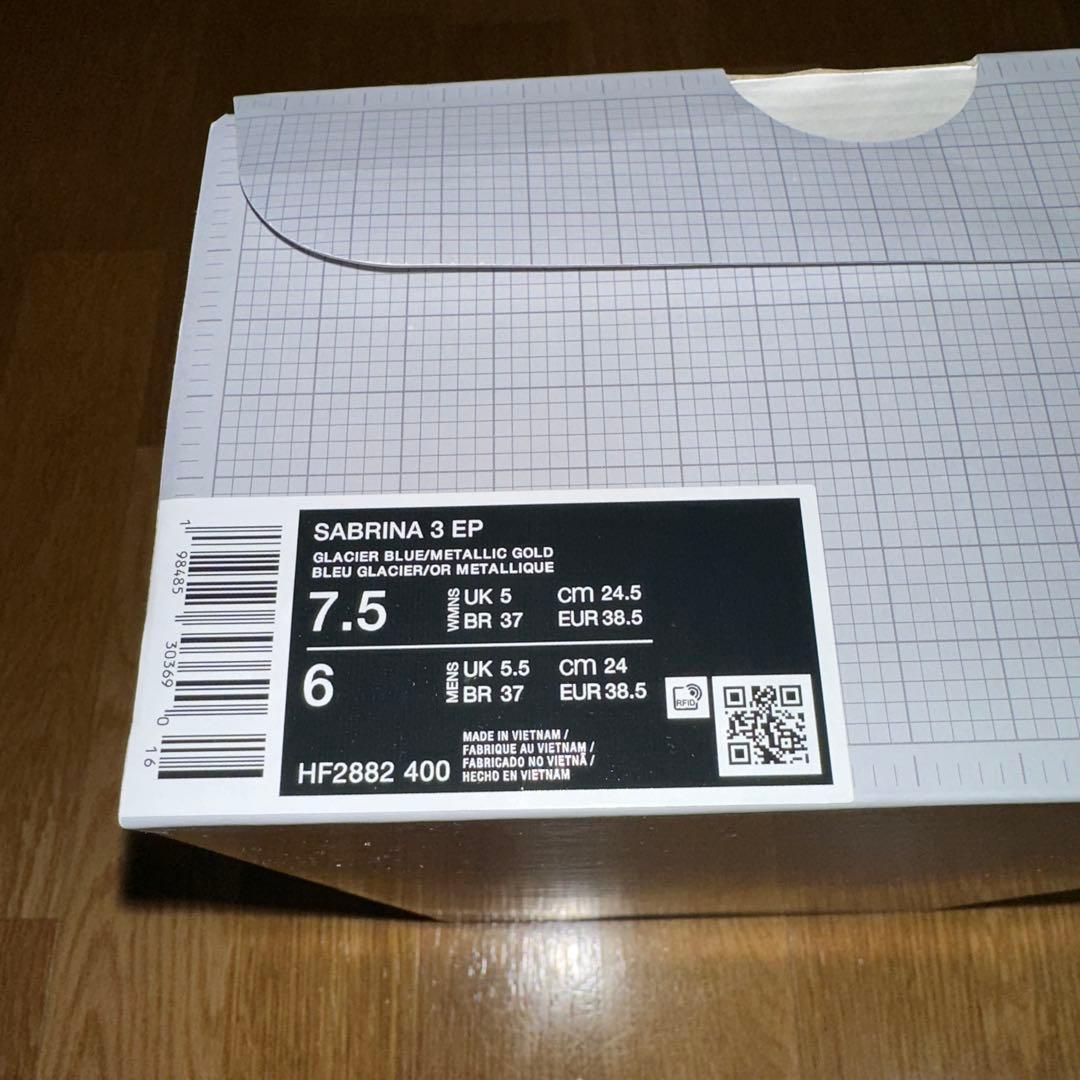 SABRINA 3 EP
GLACIER BLUE/METALLIC GOLD
BLEU GLACIER/OR METALLIQUE
7.5 WMNS UK 5 cm 24.5
BR 37 EUR 38.5
6 MENS UK 5.5 cm 24
BR 37 EUR 38.5
RFID
MADE IN VIETNAM /
FABRIQUE AU VIETNAM /
FABRICADO NO VIETNÃ /
HECHO EN VIETNAM
HF2882 400
1 98485 30369 0 16